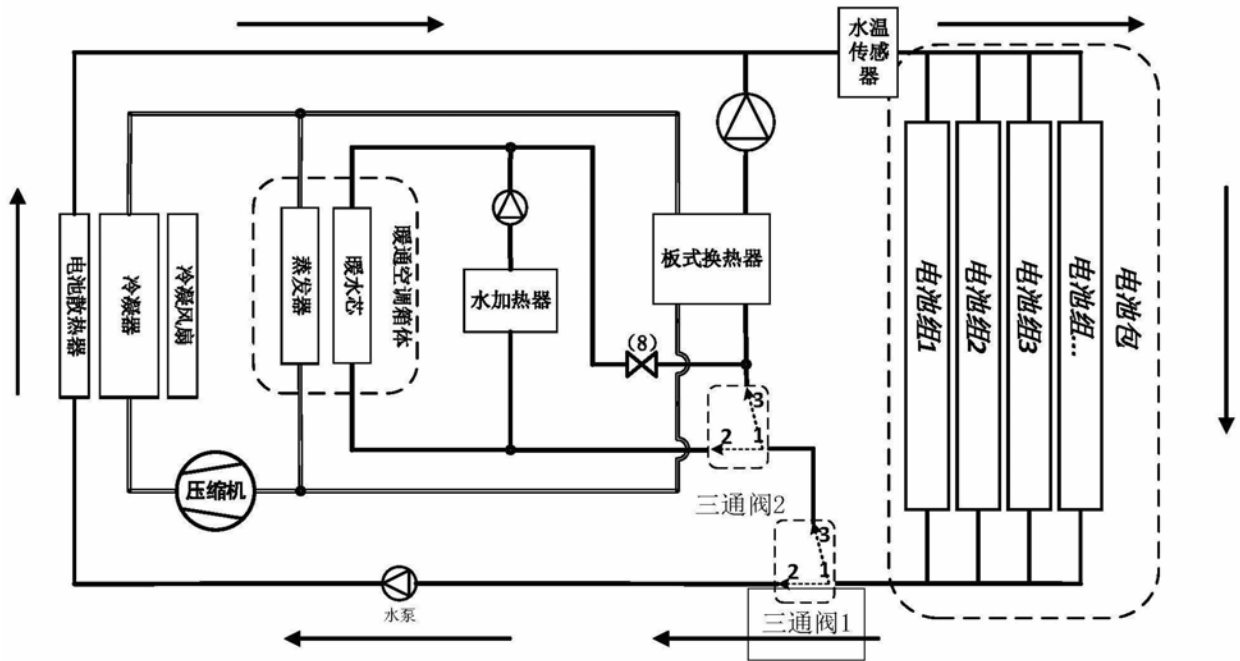 水温
传感
器
电池散热器
冷凝器
冷凝风扇
蒸发器
暖水芯
暖通空调箱体
水加热器
板式换热器
(8)
电池组1
电池组2
电池组3
电池组...
电池包
3
2
1
压缩机
三通阀2
3
2
1
水泵
三通阀1